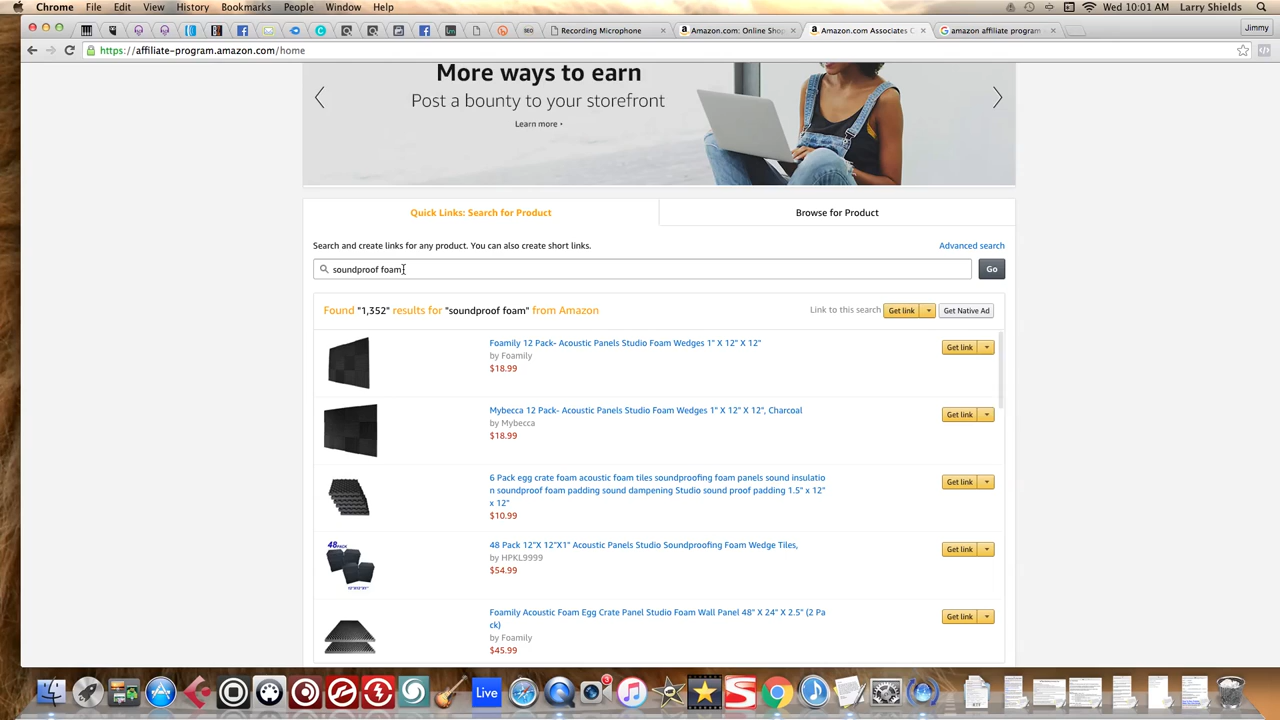 Chrome File Edit View History Bookmarks People Window Help
Wed 10:01 AM Larry Shields
Recording Microphone
Amazon.com: Online Shop
Amazon.com Associates C
amazon affiliate program
Jimmy
https://affiliate-program.amazon.com/home
More ways to earn
Post a bounty to your storefront
Learn more
Quick Links: Search for Product
Browse for Product
Search and create links for any product. You can also create short links.
Advanced search
soundproof foam
Go
Found "1,352" results for "soundproof foam" from Amazon
Link to this search Get link Get Native Ad
Foamily 12 Pack- Acoustic Panels Studio Foam Wedges 1" X 12" X 12"
by Foamily
$18.99
Get link
Mybecca 12 Pack- Acoustic Panels Studio Foam Wedges 1" X 12" X 12", Charcoal
by Mybecca
$18.99
Get link
6 Pack egg crate foam acoustic foam tiles soundproofing foam panels sound insulatio
n soundproof foam padding sound dampening Studio sound proof padding 1.5" x 12"
x 12"
$10.99
Get link
48PACK
48 Pack 12"X 12"X1" Acoustic Panels Studio Soundproofing Foam Wedge Tiles,
by HPKL9999
$54.99
Get link
Foamily Acoustic Foam Egg Crate Panel Studio Foam Wall Panel 48" X 24" X 2.5" (2 Pa
ck)
by Foamily
$45.99
Get link
Live
3